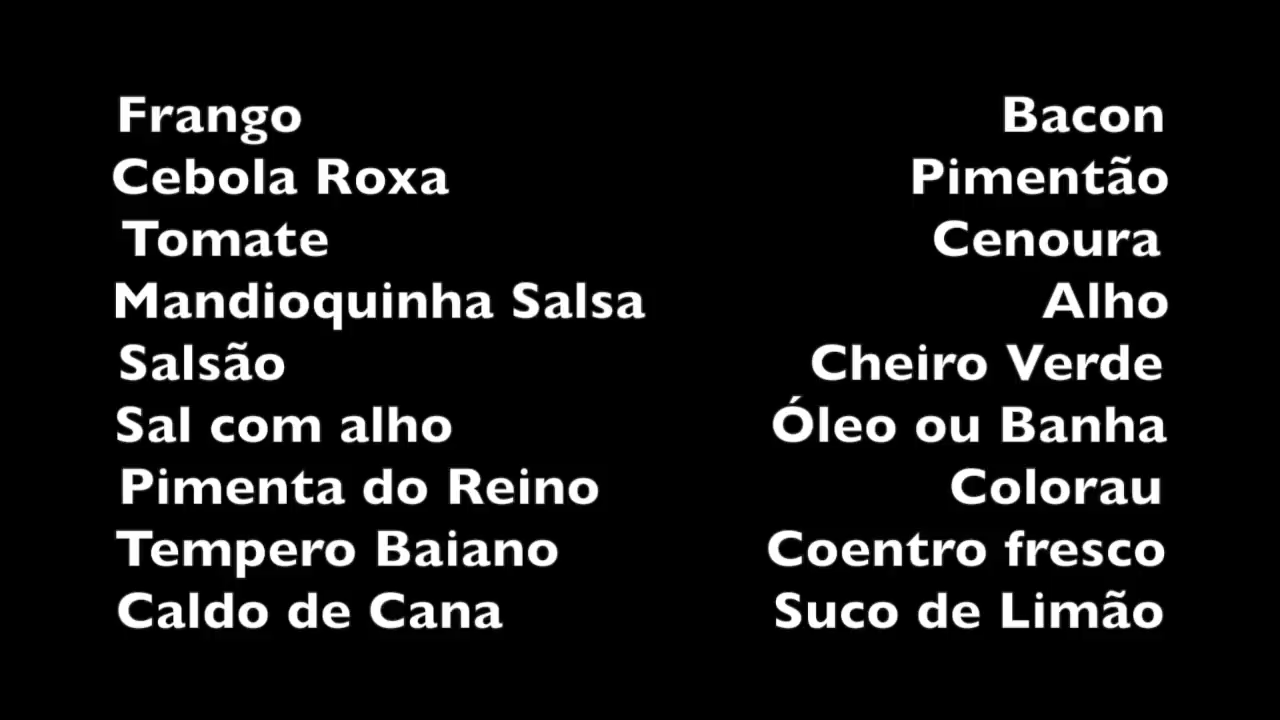 Frango
Cebola Roxa
Tomate
Mandioquinha Salsa
Salsão
Sal com alho
Pimenta do Reino
Tempero Baiano
Caldo de Cana
Bacon
Pimentão
Cenoura
Alho
Cheiro Verde
Óleo ou Banha
Colorau
Coentro fresco
Suco de Limão